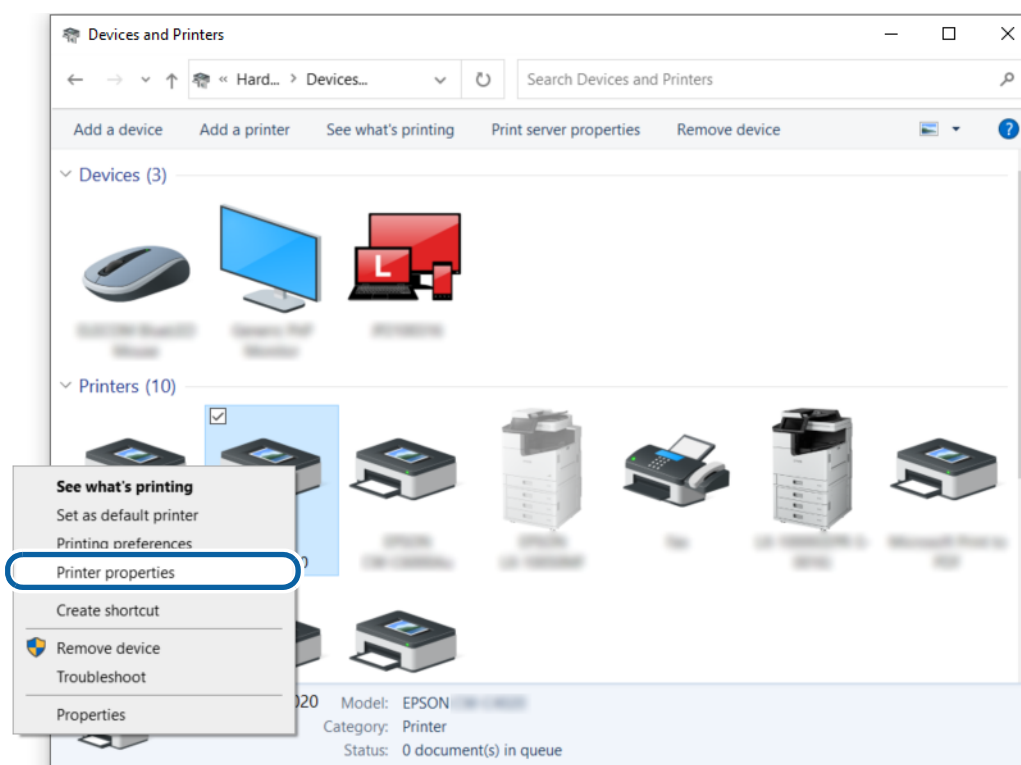 Devices and Printers
« Hard... > Devices...
Search Devices and Printers
Add a device Add a printer See what's printing Print server properties Remove device
?
Devices (3)
L
Printers (10)
See what's printing
Set as default printer
Printing preferences
Printer properties
Create shortcut
Remove device
Troubleshoot
Properties
020 Model: EPSON
Category: Printer
Status: 0 document(s) in queue